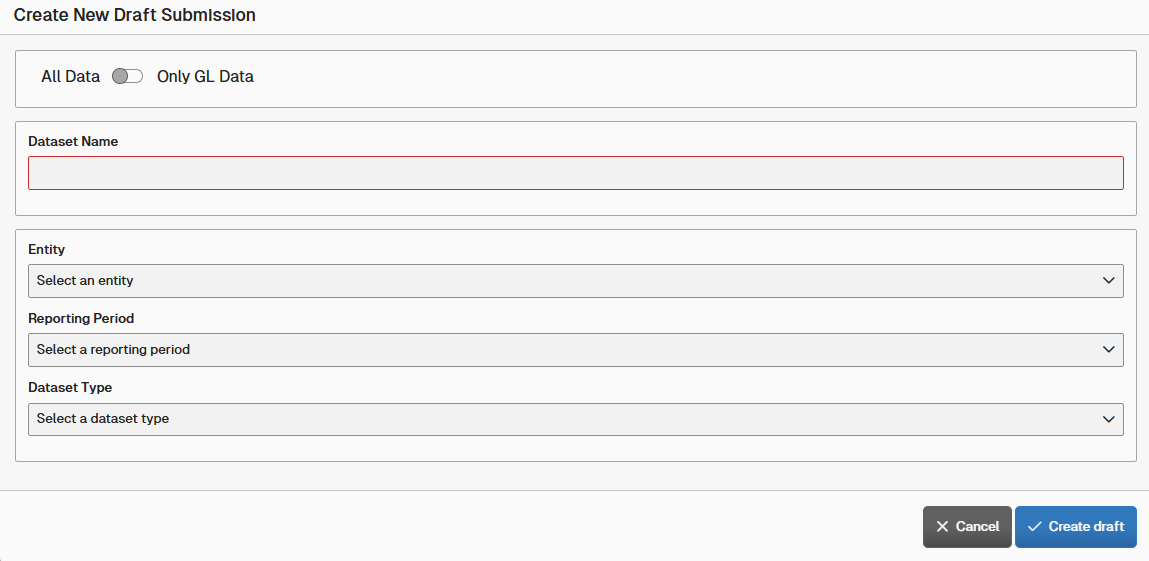 Create New Draft Submission
All Data Only GL Data
Dataset Name
Entity
Select an entity
Reporting Period
Select a reporting period
Dataset Type
Select a dataset type
Cancel Create draft